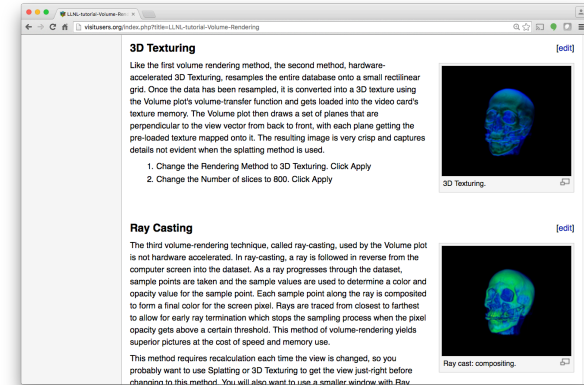 LLNL-tutorial-Volume-Ren
visitusers.org/index.php?title=LLNL-tutorial-Volume-Rendering
3D Texturing
[edit]
Like the first volume rendering method, the second method, hardware-
accelerated 3D Texturing, resamples the entire database onto a small rectilinear
grid. Once the data has been resampled, it is converted into a 3D texture using
the Volume plot's volume-transfer function and gets loaded into the video card's
texture memory. The Volume plot then draws a set of planes that are
perpendicular to the view vector from back to front, with each plane getting the
pre-loaded texture mapped onto it. The resulting image is very crisp and captures
details not evident when the splatting method is used.
1. Change the Rendering Method to 3D Texturing. Click Apply
2. Change the Number of slices to 800. Click Apply
3D Texturing.
Ray Casting
[edit]
The third volume-rendering technique, called ray-casting, used by the Volume plot
is not hardware accelerated. In ray-casting, a ray is followed in reverse from the
computer screen into the dataset. As a ray progresses through the dataset,
sample points are taken and the sample values are used to determine a color and
opacity value for the sample point. Each sample point along the ray is composited
to form a final color for the screen pixel. Rays are traced from closest to farthest
to allow for early ray termination which stops the sampling process when the pixel
opacity gets above a certain threshold. This method of volume-rendering yields
superior pictures at the cost of speed and memory use.
Ray cast: compositing.
This method requires recalculation each time the view is changed, so you
probably want to use Splatting or 3D Texturing to get the view just-right before
changing to this method. You will also want to use a smaller window with Ray